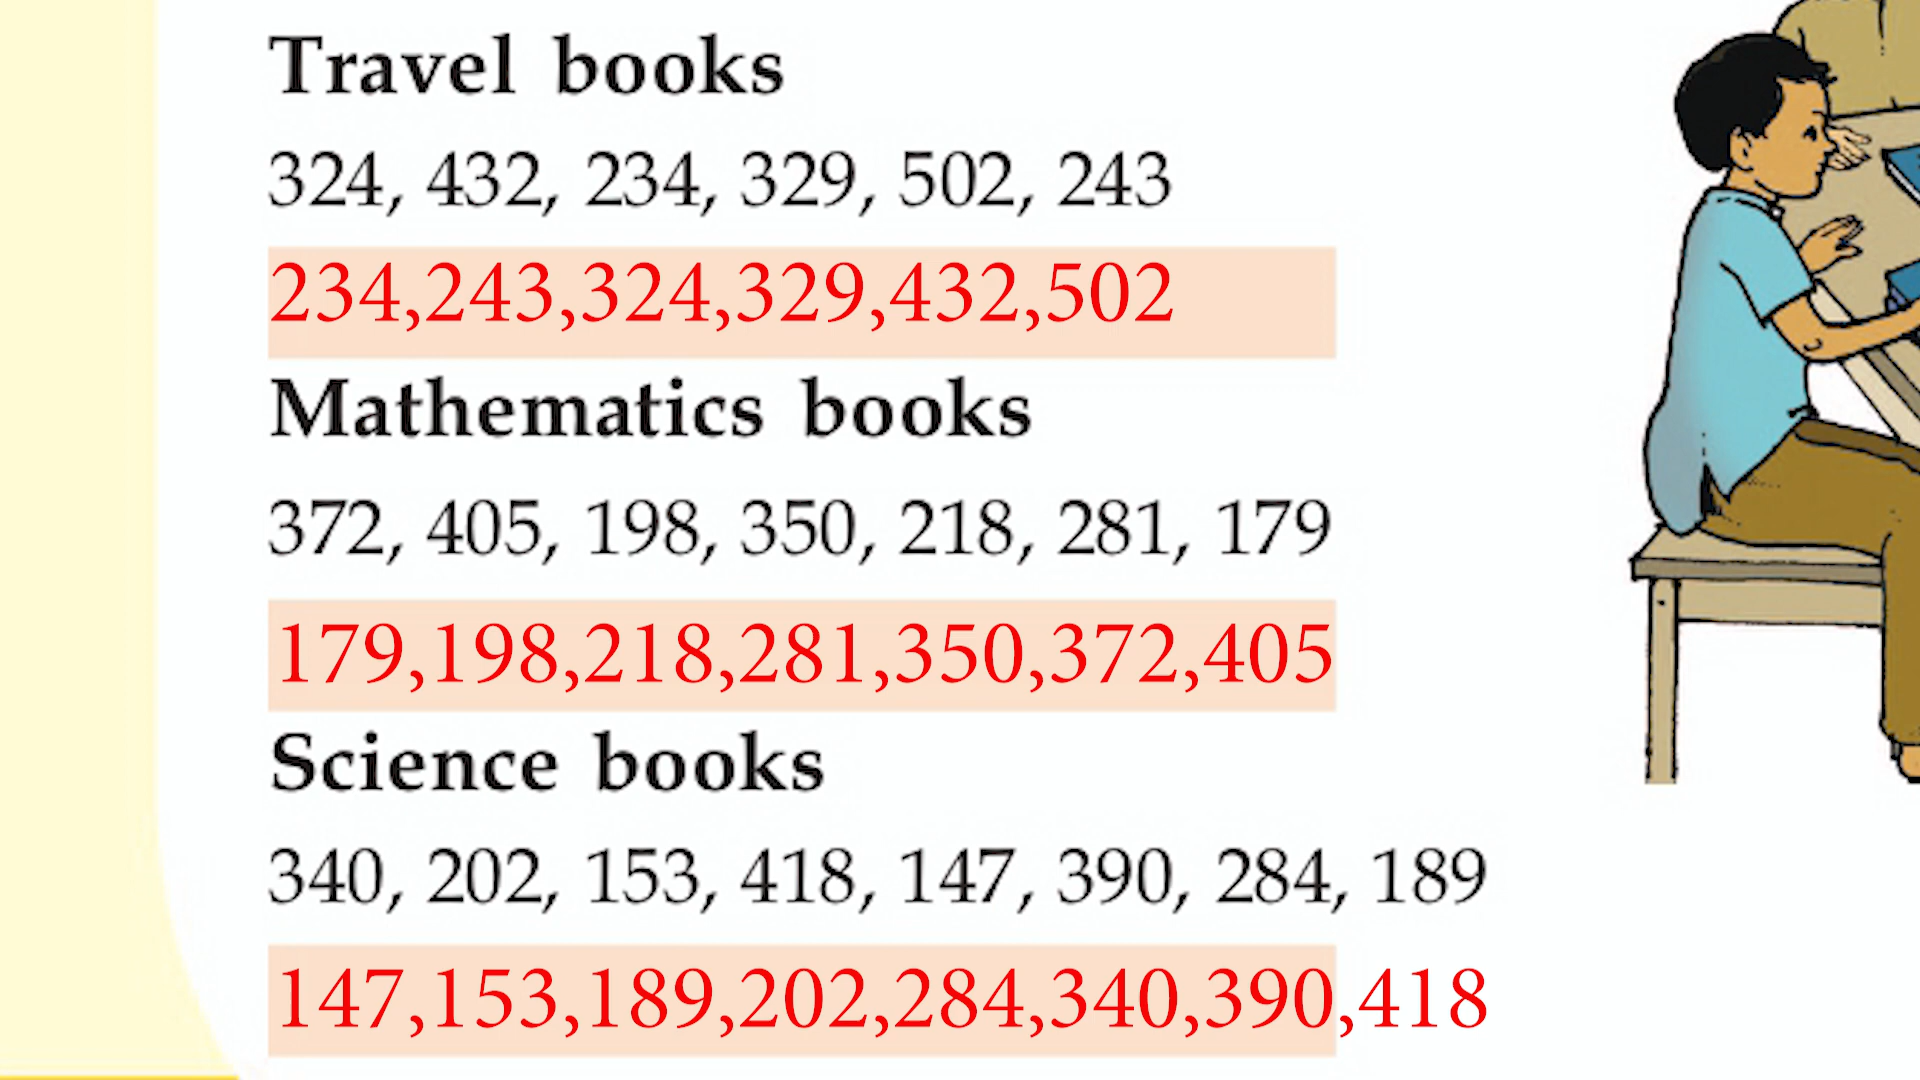 Travel books
324, 432, 234, 329, 502, 243
234,243,324,329,432,502
Mathematics books
372, 405, 198, 350, 218, 281, 179
179,198,218,281,350,372,405
Science books
340, 202, 153, 418, 147, 390, 284, 189
147,153,189,202,284,340,390,418